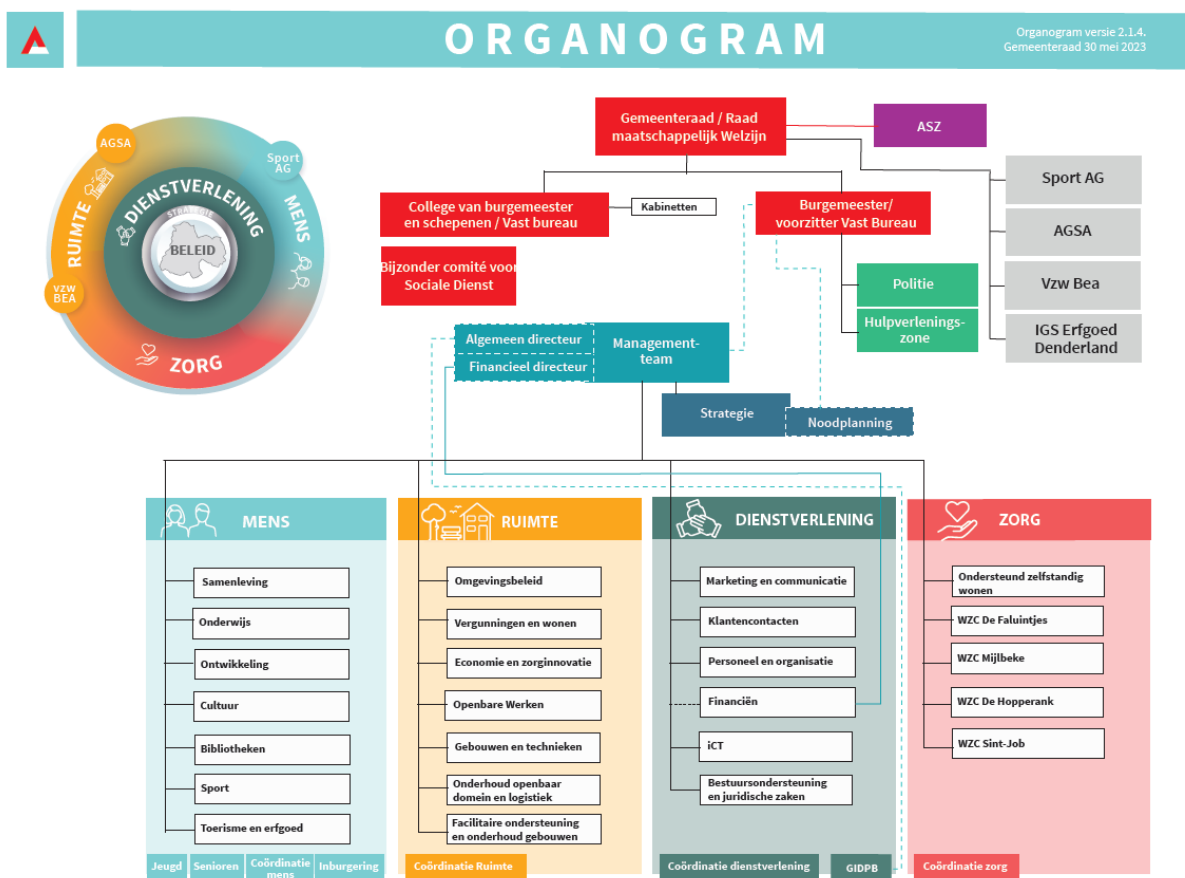 ORGANOGRAM
Organogram versie 2.1.4.
Gemeenteraad 30 mei 2023
AGSA
Sport
AG
vzw
BEA
RUIMTE
DIENSTVERLENING
MENS
STRATEGIE
BELEID
ZORG
Gemeenteraad / Raad
maatschappelijk Welzijn
ASZ
Sport AG
AGSA
Vzw Bea
IGS Erfgoed
Denderland
College van burgemeester
en schepenen / Vast bureau
Kabinetten
Burgemeester/
voorzitter Vast Bureau
Bijzonder comité voor
Sociale Dienst
Politie
Hulpverlenings-
zone
Algemeen directeur
Financieel directeur
Management-
team
Strategie
Noodplanning
MENS
Samenleving
Onderwijs
Ontwikkeling
Cultuur
Bibliotheken
Sport
Toerisme en erfgoed
Jeugd
Senioren
Coördinatie
mens
Inburgering
RUIMTE
Omgevingsbeleid
Vergunningen en wonen
Economie en zorginnovatie
Openbare Werken
Gebouwen en technieken
Onderhoud openbaar
domein en logistiek
Facilitaire ondersteuning
en onderhoud gebouwen
Coördinatie Ruimte
DIENSTVERLENING
Marketing en communicatie
Klantencontacten
Personeel en organisatie
Financiën
iCT
Bestuursondersteuning
en juridische zaken
Coördinatie dienstverlening
GIDPB
ZORG
Ondersteund zelfstandig
wonen
WZC De Faluintjes
WZC Mijlbeke
WZC De Hopperank
WZC Sint-Job
Coördinatie zorg